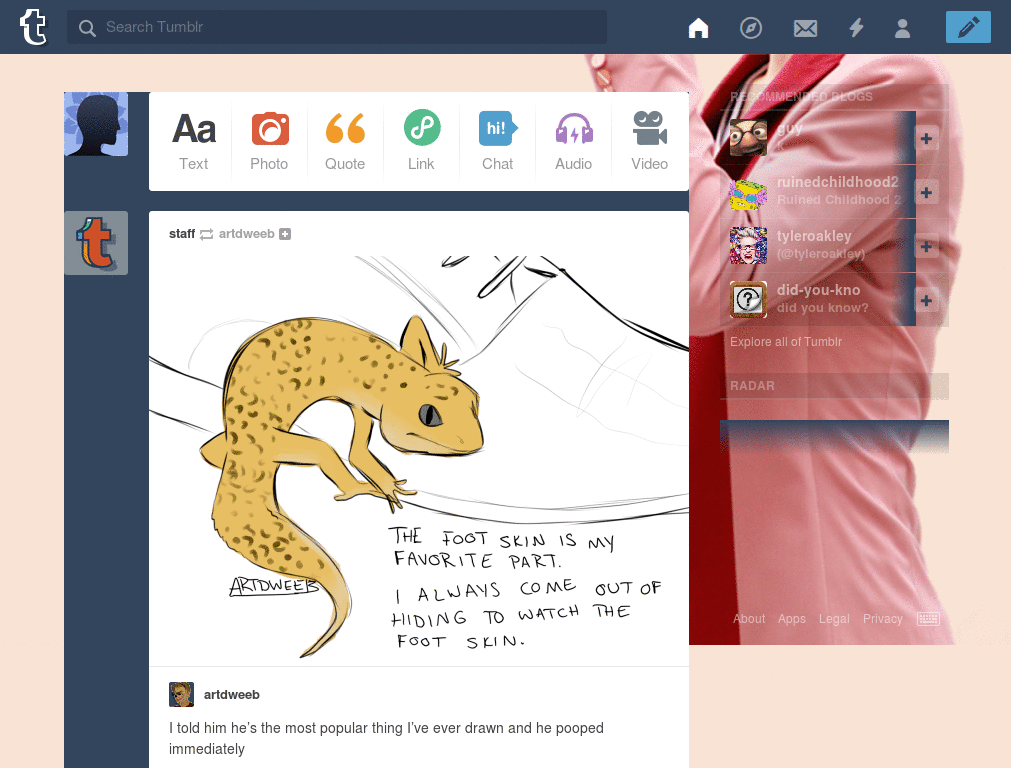 t
Search Tumblr
Aa
hi!
Text
Photo
Quote
Link
Chat
Audio
Video
t
staff artdweeb
THE FOOT SKIN IS MY
FAVORITE PART.
I ALWAYS COME OUT OF
HIDING TO WATCH THE
FOOT SKIN.
ARTDWEEB
artdweeb
I told him he's the most popular thing I've ever drawn and he pooped
immediately
RECOMMENDED BLOGS
guy
ruinedchildhood2
Ruined Childhood 2
tyleroakley
(@tyleroakley)
?
did-you-kno
did you know?
Explore all of Tumblr
RADAR
About Apps Legal Privacy